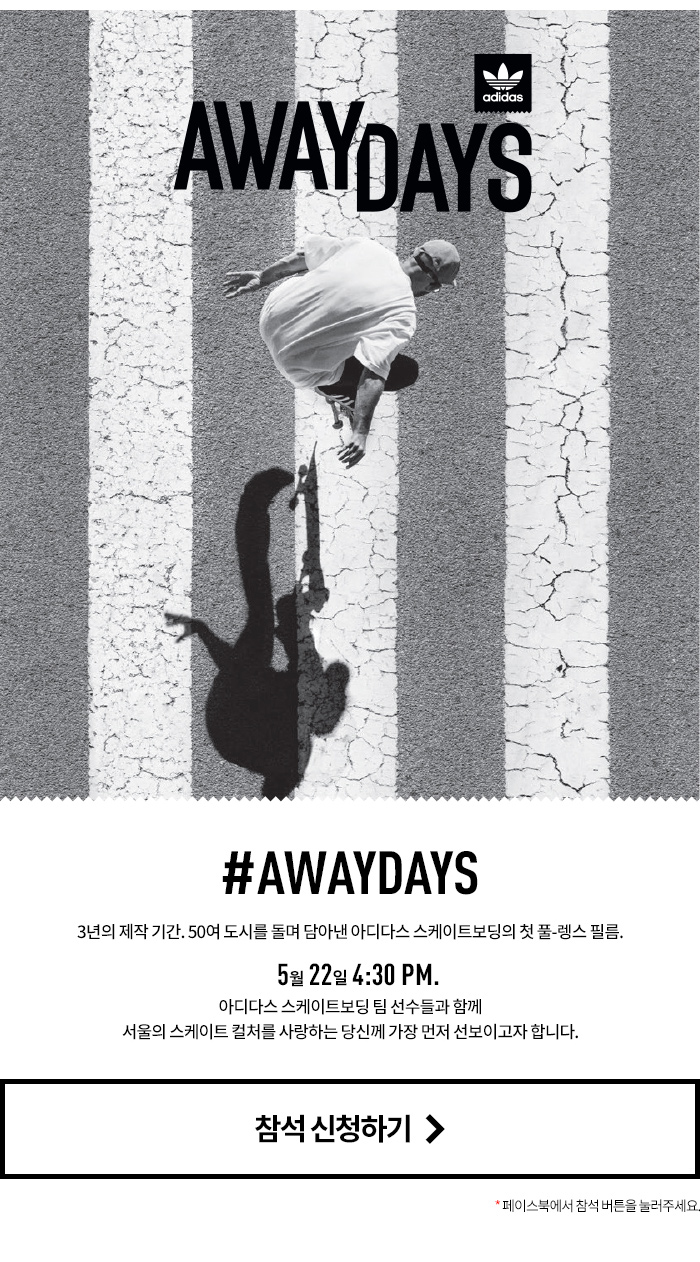 adidas
AWAYDAYS
#AWAYDAYS
3년의 제작 기간. 50여 도시를 돌며 담아낸 아디다스 스케이트보딩의 첫 풀-렝스 필름.
5월 22일 4:30 PM.
아디다스 스케이트보딩 팀 선수들과 함께
서울의 스케이트 컬처를 사랑하는 당신께 가장 먼저 선보이고자 합니다.
참석 신청하기
* 페이스북에서 참석 버튼을 눌러주세요.